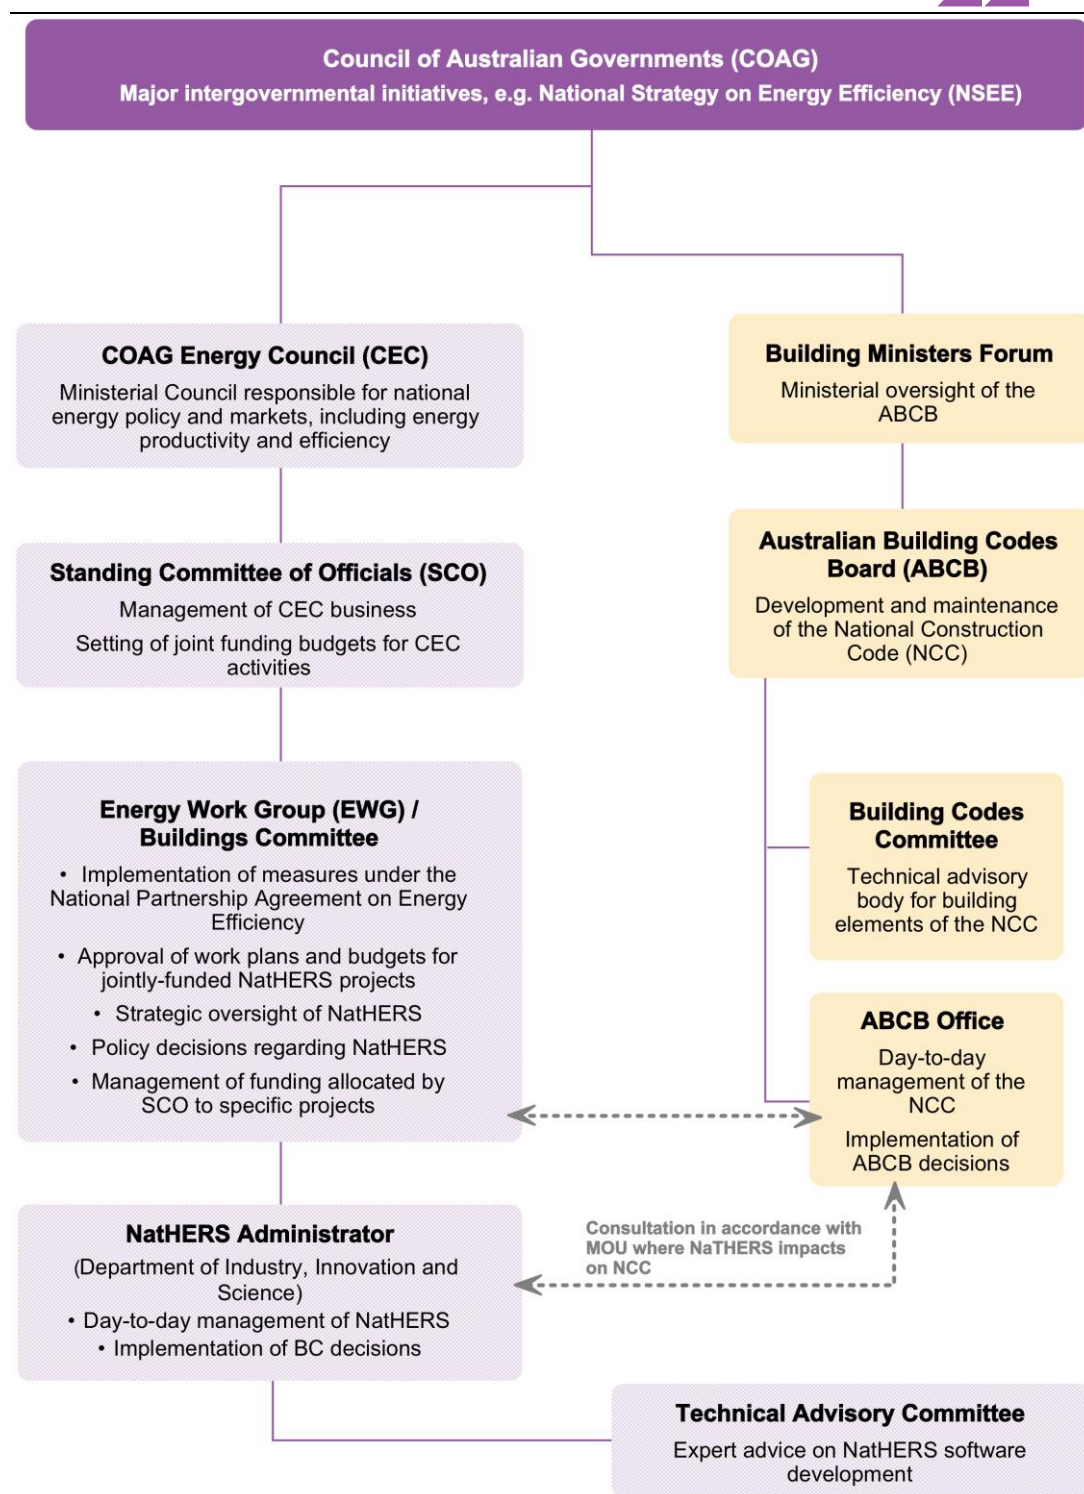 Council of Australian Governments (COAG)
Major intergovernmental initiatives, e.g. National Strategy on Energy Efficiency (NSEE)
COAG Energy Council (CEC)
Ministerial Council responsible for national
energy policy and markets, including energy
productivity and efficiency
Building Ministers Forum
Ministerial oversight of the
ABCB
Standing Committee of Officials (SCO)
Management of CEC business
Setting of joint funding budgets for CEC
activities
Australian Building Codes
Board (ABCB)
Development and maintenance
of the National Construction
Code (NCC)
Energy Work Group (EWG) /
Buildings Committee
• Implementation of measures under the
National Partnership Agreement on Energy
Efficiency
• Approval of work plans and budgets for
jointly-funded NatHERS projects
• Strategic oversight of NatHERS
• Policy decisions regarding NatHERS
• Management of funding allocated by
SCO to specific projects
Building Codes
Committee
Technical advisory
body for building
elements of the NCC
ABCB Office
Day-to-day
management of the
NCC
Implementation of
ABCB decisions
NatHERS Administrator
(Department of Industry, Innovation and
Science)
• Day-to-day management of NatHERS
• Implementation of BC decisions
Consultation in accordance with
MOU where NaTHERS impacts
on NCC
Technical Advisory Committee
Expert advice on NatHERS software
development